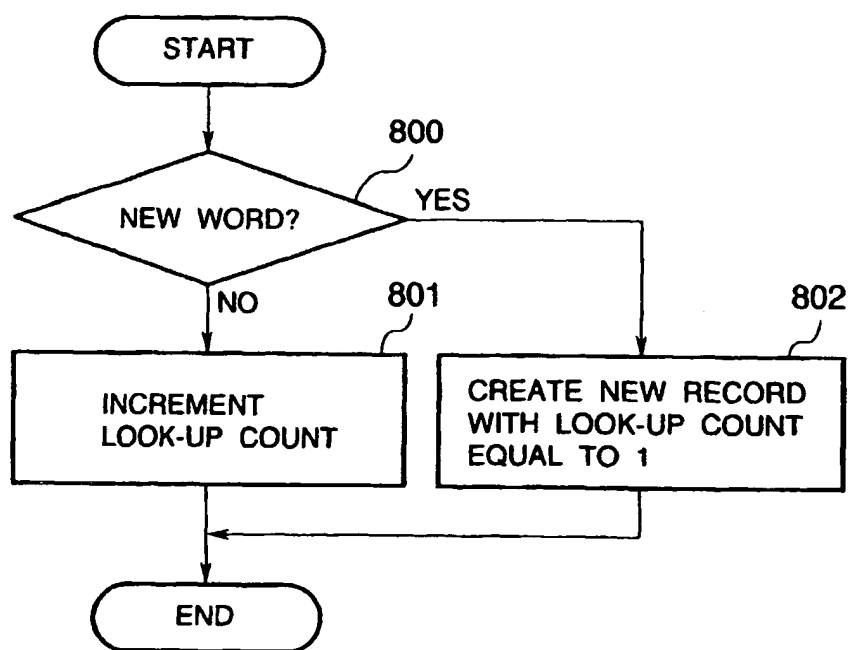 START
800
NEW WORD?
YES
NO
801
802
INCREMENT
LOOK-UP COUNT
CREATE NEW RECORD
WITH LOOK-UP COUNT
EQUAL TO 1
END